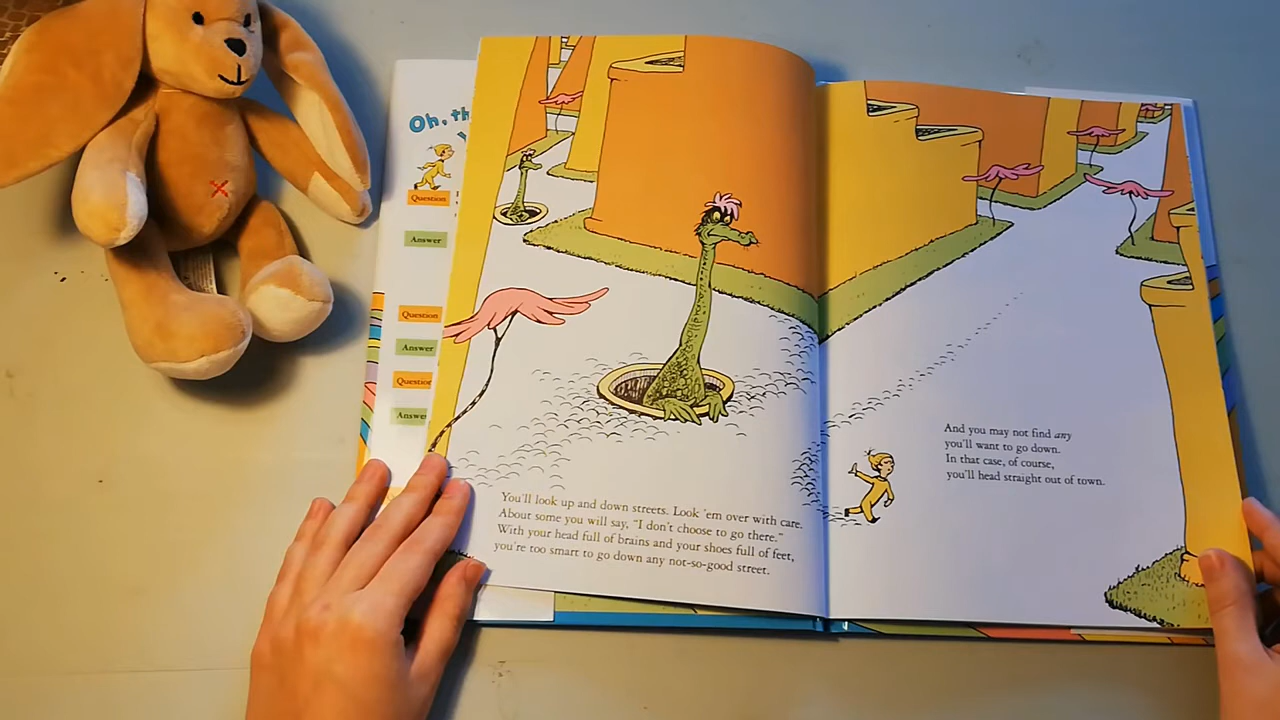 Oh, th
Question
Answer
Question
Answer
Question
Answer
You'll look up and down streets. Look 'em over with care.
About some you will say, "I don't choose to go there."
With your head full of brains and your shoes full of feet,
you're too smart to go down any not-so-good street.
And you may not find any
you'll want to go down.
In that case, of course,
you'll head straight out of town.